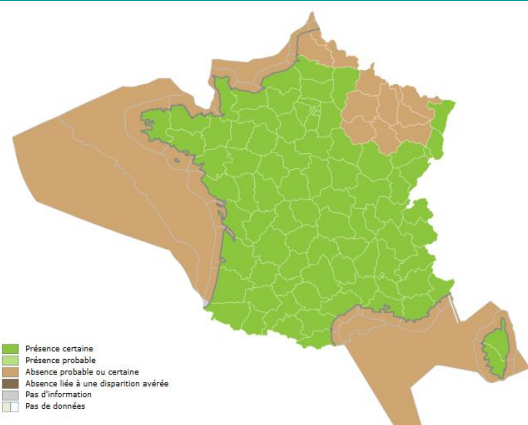 Présence certaine
Présence probable
Absence probable ou certaine
Absence liée à une disparition avérée
Pas d'information
Pas de données